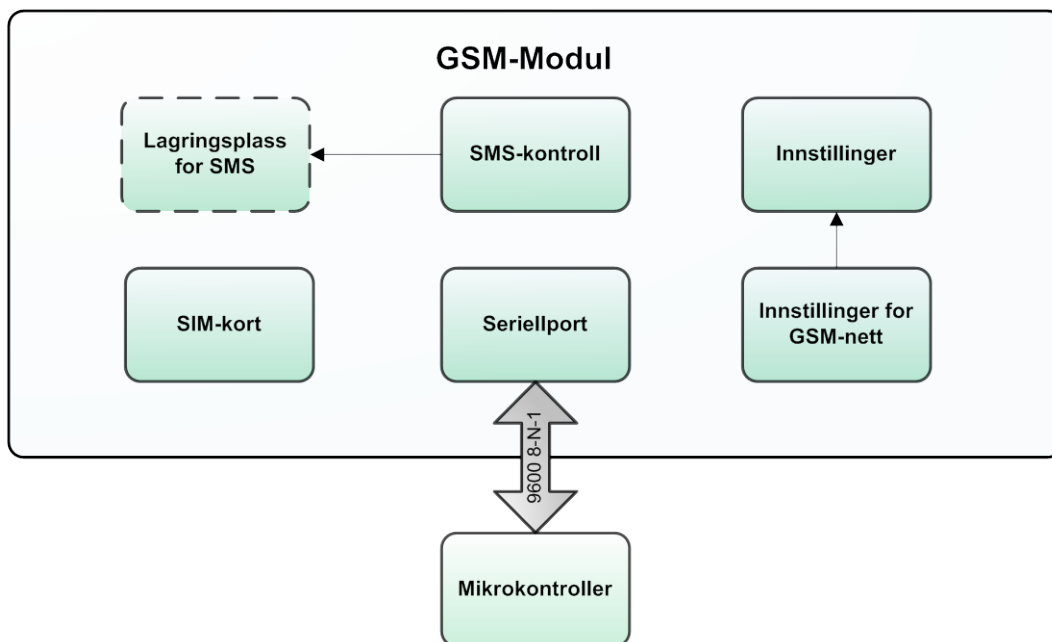 GSM-Modul
Lagringsplass
for SMS
SMS-kontroll
Innstillinger
SIM-kort
Seriellport
Innstillinger for
GSM-nett
9600 8-N-1
Mikrokontroller